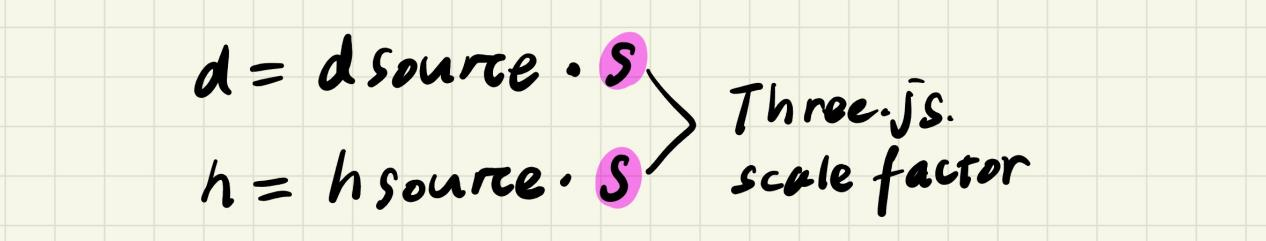 d = dsource · s
h = hsource · s
Three.js.
scale factor